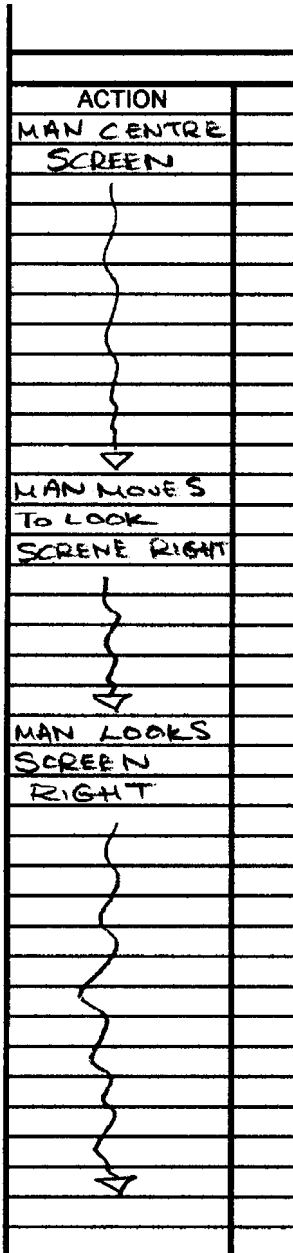 ACTION
MAN CENTRE
SCREEN
MAN MOVES
TO LOOK
SCRENE RIGHT
MAN LOOKS
SCREEN
RIGHT